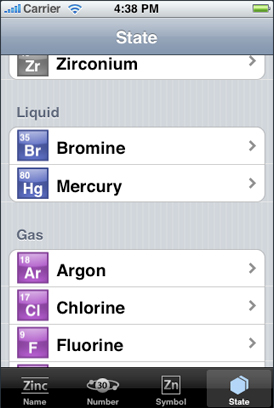 Carrier 4:38 PM
State
Zr Zirconium
Liquid
35
Br Bromine
80
Hg Mercury
Gas
18
Ar Argon
17
Cl Chlorine
9
F Fluorine
Zinc 30 Zn
Name Number Symbol State